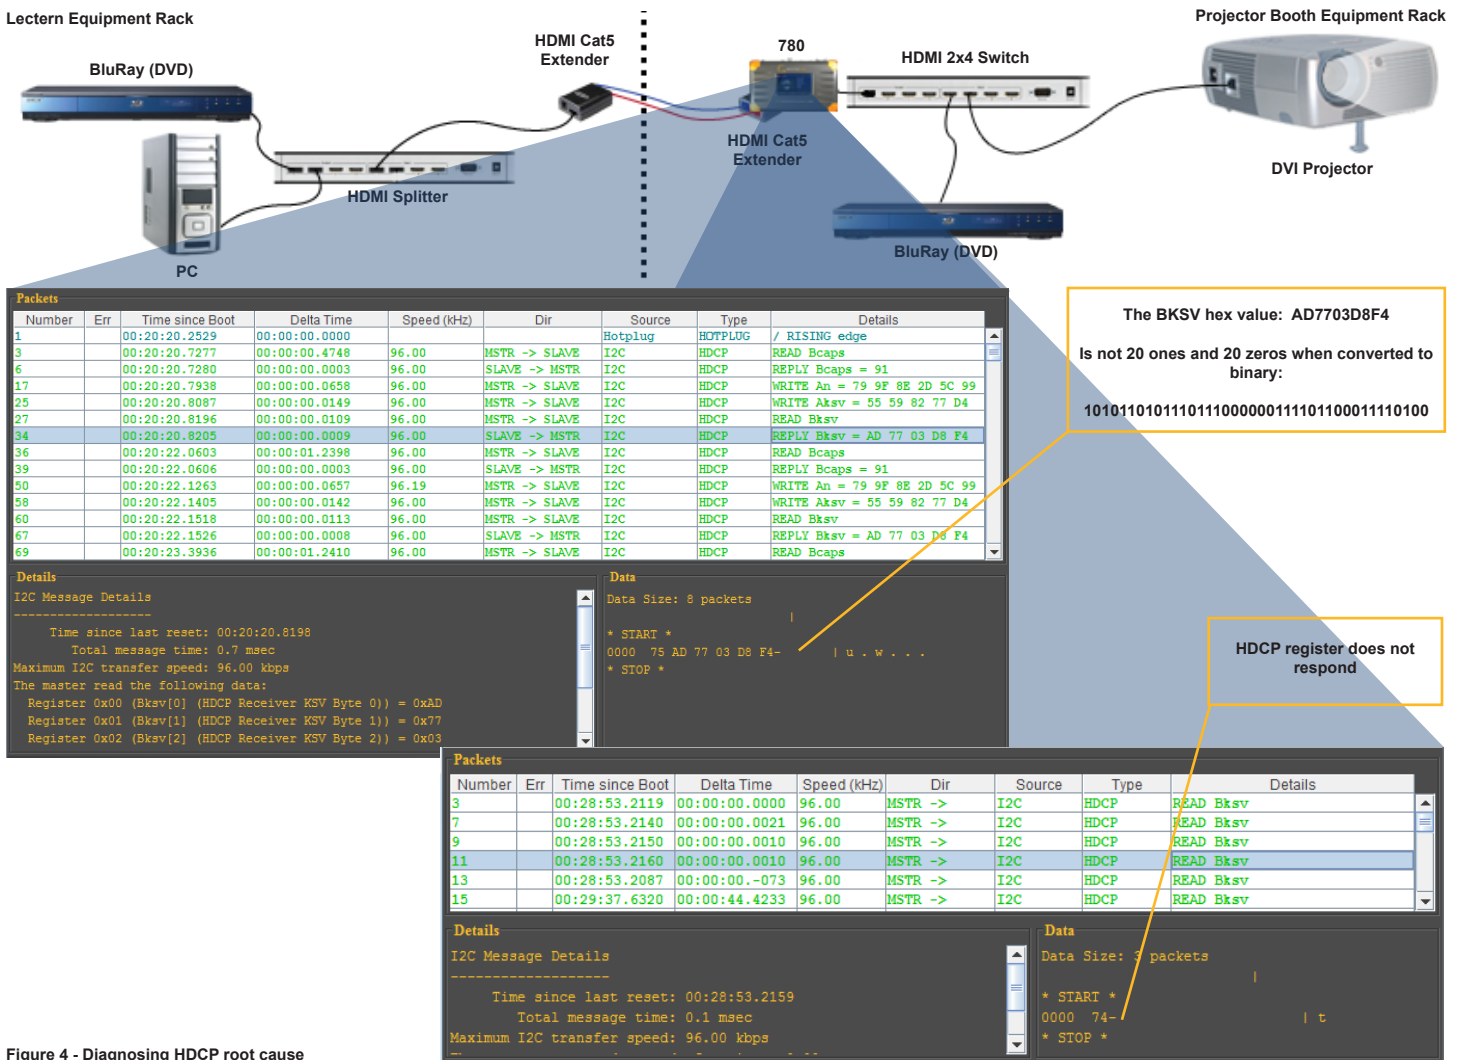 Lectern Equipment Rack
Projector Booth Equipment Rack
HDMI Cat5
Extender
780
HDMI 2x4 Switch
BluRay (DVD)
HDMI Cat5
Extender
DVI Projector
HDMI Splitter
BluRay (DVD)
PC
Packets
Number Err Time since Boot Delta Time Speed (kHz) Dir Source Type Details
1 00:20:20.2529 00:00:00.0000 Hotplug HOTPLUG / RISING edge
3 00:20:20.7277 00:00:00.4748 96.00 MSTR -> SLAVE I2C HDCP READ Bcaps
6 00:20:20.7280 00:00:00.0003 96.00 SLAVE -> MSTR I2C HDCP REPLY Bcaps = 91
17 00:20:20.7938 00:00:00.0658 96.00 MSTR -> SLAVE I2C HDCP WRITE An = 79 9F 8E 2D 5C 99
25 00:20:20.8087 00:00:00.0149 96.00 MSTR -> SLAVE I2C HDCP WRITE Aksv = 55 59 82 77 D4
27 00:20:20.8196 00:00:00.0109 96.00 MSTR -> SLAVE I2C HDCP READ Bksv
34 00:20:20.8205 00:00:00.0009 96.00 SLAVE -> MSTR I2C HDCP REPLY Bksv = AD 77 03 D8 F4
36 00:20:22.0603 00:00:01.2398 96.00 MSTR -> SLAVE I2C HDCP READ Bcaps
39 00:20:22.0606 00:00:00.0003 96.00 SLAVE -> MSTR I2C HDCP REPLY Bcaps = 91
50 00:20:22.1263 00:00:00.0657 96.19 MSTR -> SLAVE I2C HDCP WRITE An = 79 9F 8E 2D 5C 99
58 00:20:22.1405 00:00:00.0142 96.00 MSTR -> SLAVE I2C HDCP WRITE Aksv = 55 59 82 77 D4
60 00:20:22.1518 00:00:00.0113 96.00 MSTR -> SLAVE I2C HDCP READ Bksv
67 00:20:22.1526 00:00:00.0008 96.00 SLAVE -> MSTR I2C HDCP REPLY Bksv = AD 77 03 D8 F4
69 00:20:23.3936 00:00:01.2410 96.00 MSTR -> SLAVE I2C HDCP READ Bcaps
The BKSV hex value: AD7703D8F4
Is not 20 ones and 20 zeros when converted to
binary:
1010110101110111000000111101100011110100
Details
I2C Message Details
-------------------
Time since last reset: 00:20:20.8198
Total message time: 0.7 msec
Maximum I2C transfer speed: 96.00 kbps
The master read the following data:
Register 0x00 (Bksv[0] (HDCP Receiver KSV Byte 0)) = 0xAD
Register 0x01 (Bksv[1] (HDCP Receiver KSV Byte 1)) = 0x77
Register 0x02 (Bksv[2] (HDCP Receiver KSV Byte 2)) = 0x03
Data
Data Size: 8 packets
|
* START *
0000 75 AD 77 03 D8 F4- | u . w . . .
* STOP *
HDCP register does not
respond
Packets
Number Err Time since Boot Delta Time Speed (kHz) Dir Source Type Details
3 00:28:53.2119 00:00:00.0000 96.00 MSTR -> I2C HDCP READ Bksv
7 00:28:53.2140 00:00:00.0021 96.00 MSTR -> I2C HDCP READ Bksv
9 00:28:53.2150 00:00:00.0010 96.00 MSTR -> I2C HDCP READ Bksv
11 00:28:53.2160 00:00:00.0010 96.00 MSTR -> I2C HDCP READ Bksv
13 00:28:53.2087 00:00:00.-073 96.00 MSTR -> I2C HDCP READ Bksv
15 00:29:37.6320 00:00:44.4233 96.00 MSTR -> I2C HDCP READ Bksv
Details
I2C Message Details
-------------------
Time since last reset: 00:28:53.2159
Total message time: 0.1 msec
Maximum I2C transfer speed: 96.00 kbps
Data
Data Size: 3 packets
|
* START *
0000 74- | t
* STOP *
Figure 4 - Diagnosing HDCP root cause